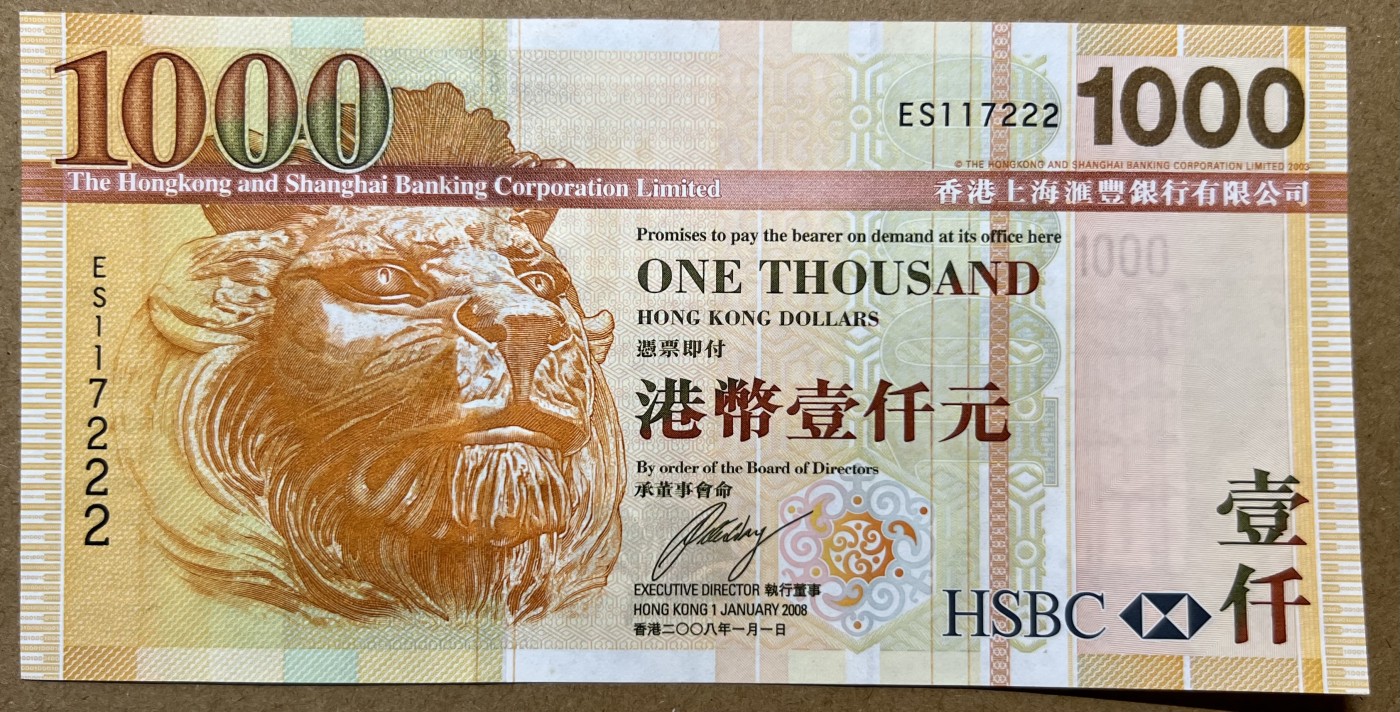 1000
ES117222
1000
© THE HONGKONG AND SHANGHAI BANKING CORPORATION LIMITED 2003
The Hongkong and Shanghai Banking Corporation Limited
香港上海滙豐銀行有限公司
Promises to pay the bearer on demand at its office here
1000
ONE THOUSAND
HONG KONG DOLLARS
憑票即付
港幣壹仟元
ES117222
By order of the Board of Directors
承董事會命
EXECUTIVE DIRECTOR 執行董事
HONG KONG 1 JANUARY 2008
香港二〇〇八年一月一日
HSBC
壹仟